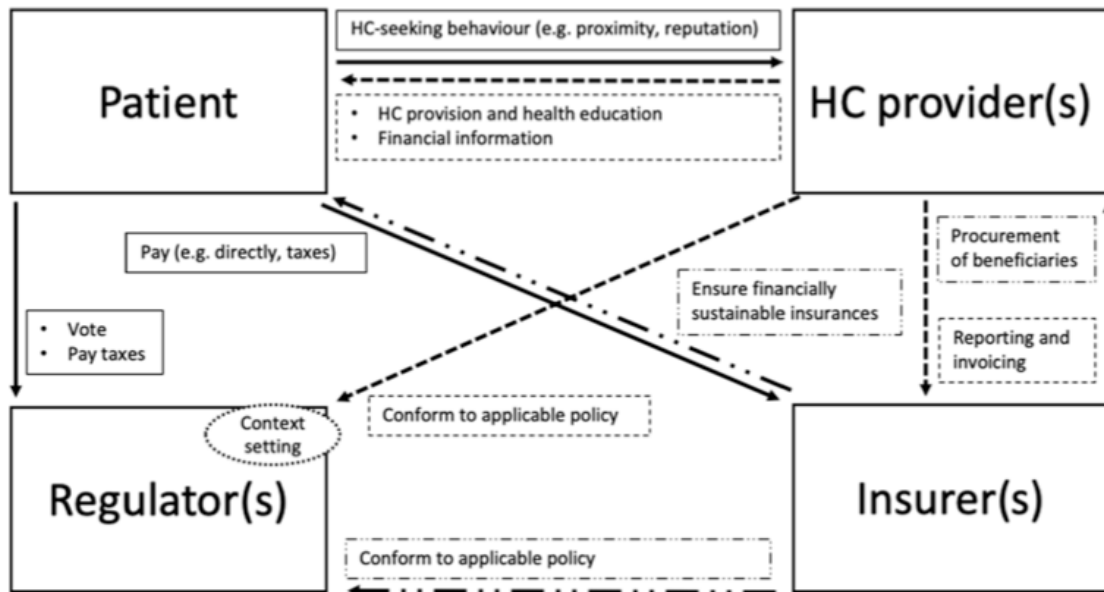 HC-seeking behaviour (e.g. proximity, reputation)
Patient
HC provider(s)
• HC provision and health education
• Financial information
Pay (e.g. directly, taxes)
Procurement
of beneficiaries
Ensure financially
sustainable insurances
• Vote
• Pay taxes
Reporting and
invoicing
Context
setting
Conform to applicable policy
Regulator(s)
Insurer(s)
Conform to applicable policy